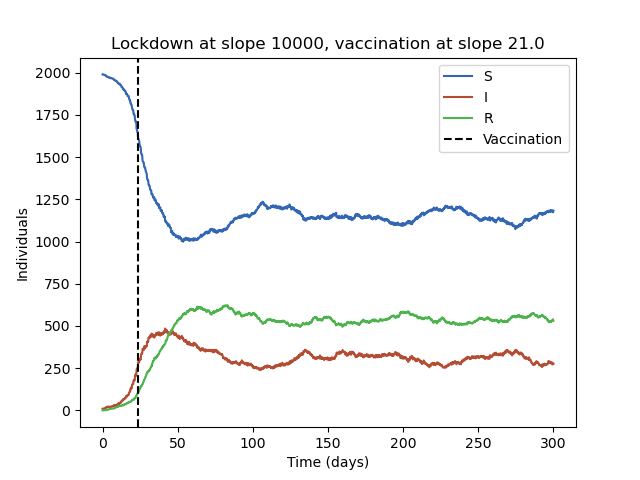 Lockdown at slope 10000, vaccination at slope 21.0
S
I
R
Vaccination
Individuals
2000
1750
1500
1250
1000
750
500
250
0
0 50 100 150 200 250 300
Time (days)